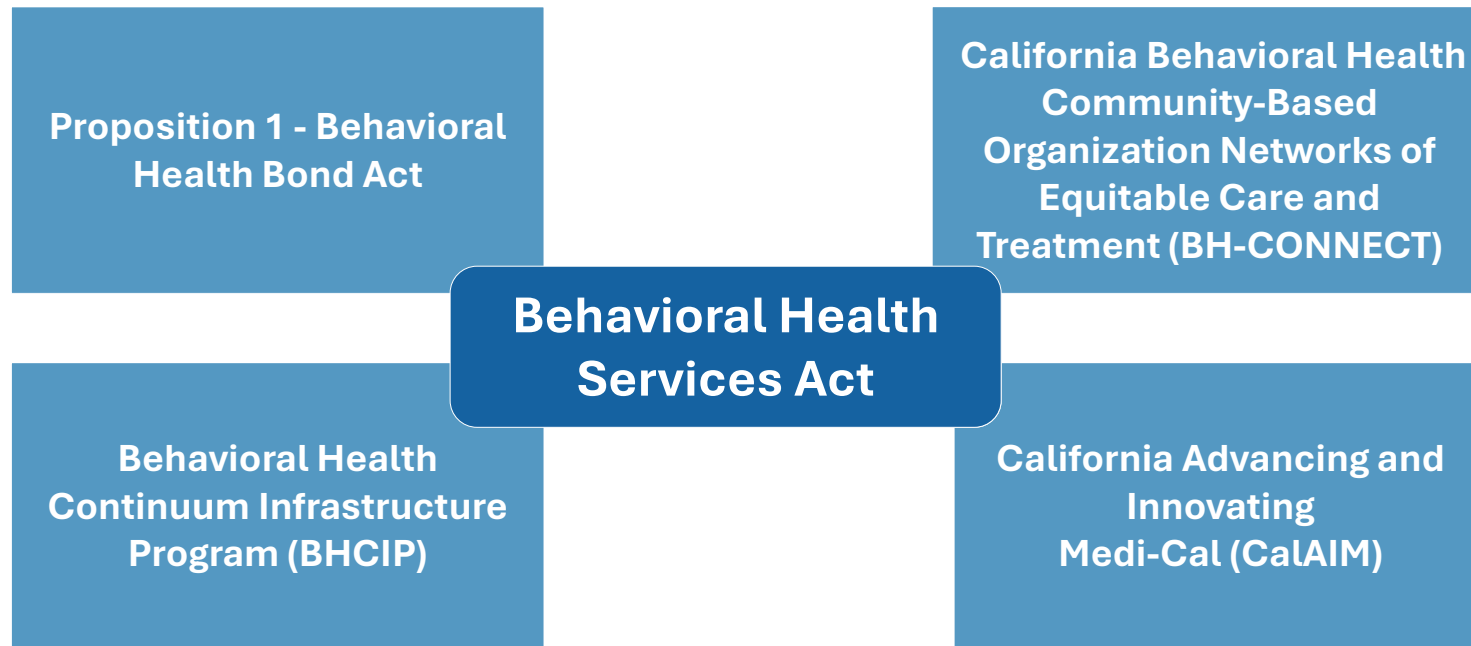 Proposition 1 - Behavioral
Health Bond Act
California Behavioral Health
Community-Based
Organization Networks of
Equitable Care and
Treatment (BH-CONNECT)
Behavioral Health
Services Act
Behavioral Health
Continuum Infrastructure
Program (BHCIP)
California Advancing and
Innovating
Medi-Cal (CalAIM)